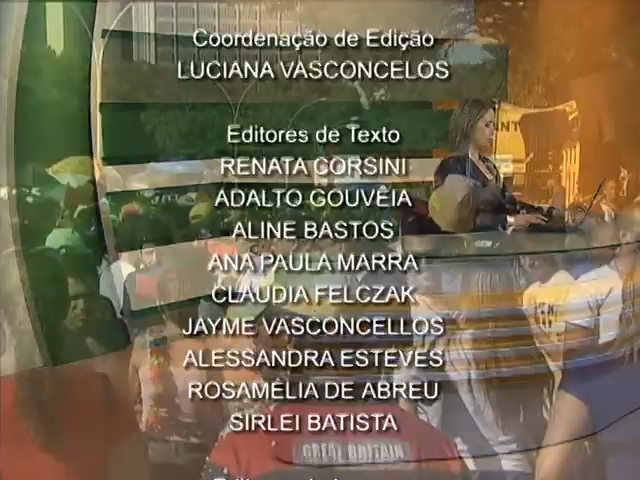 Coordenação de Edição
LUCIANA VASCONCELOS
Editores de Texto
RENATA CORSINI
ADALTO GOUVÊIA
ALINE BASTOS
ANA PAULA MARRA
CLAUDIA FELCZAK
JAYME VASCONCELLOS
ALESSANDRA ESTEVES
ROSAMÉLIA DE ABREU
SIRLEI BATISTA
GREAT BRITAIN